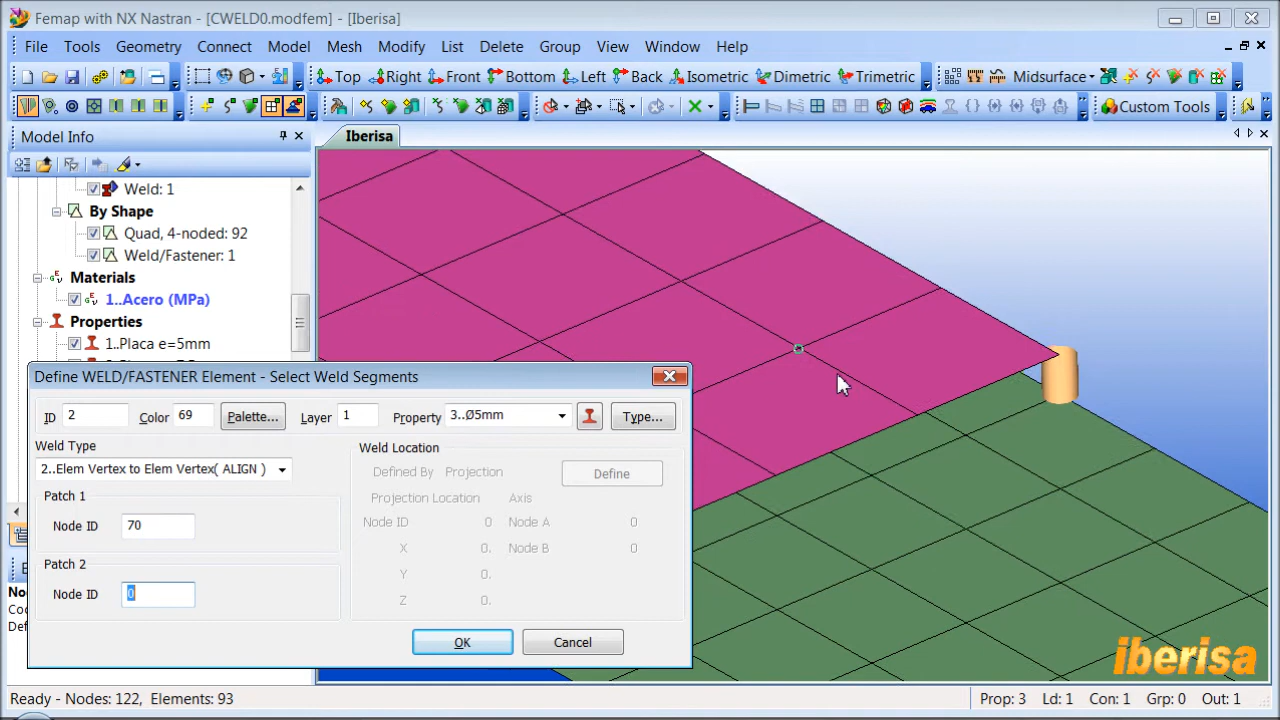 Femap with NX Nastran - [CWELD0.modfem] - [Iberisa]
File Tools Geometry Connect Model Mesh Modify List Delete Group View Window Help
Top Right Front Bottom Left Back Isometric Dimetric Trimetric Midsurface
Custom Tools
Model Info
Iberisa
Weld: 1
By Shape
Quad, 4-noded: 92
Weld/Fastener: 1
Materials
1..Acero (MPa)
Properties
1..Placa e=5mm
Define WELD/FASTENER Element - Select Weld Segments
ID 2 Color 69 Palette... Layer 1 Property 3..Ø5mm Type...
Weld Type
2..Elem Vertex to Elem Vertex( ALIGN )
Patch 1
Node ID 70
Patch 2
Node ID 0
Weld Location
Defined By Projection Define
Projection Location Axis
Node ID 0 Node A 0
X 0. Node B 0
Y 0.
Z 0.
OK Cancel
iberisa
Ready - Nodes: 122, Elements: 93
Prop: 3 Ld: 1 Con: 1 Grp: 0 Out: 1